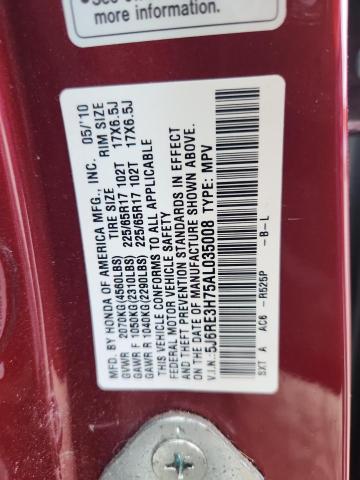 •See o
more information.
MFD. BY HONDA OF AMERICA MFG. INC. 05/'10
TIRE SIZE RIM SIZE
GVWR 2070KG(4560LBS) 225/65R17 102T 17X6.5J
GAWR F 1050KG(2310LBS) 225/65R17 102T 17X6.5J
GAWR R 1040KG(2290LBS)
THIS VEHICLE CONFORMS TO ALL APPLICABLE
FEDERAL MOTOR VEHICLE SAFETY, BUMPER,
AND THEFT PREVENTION STANDARDS IN EFFECT
ON THE DATE OF MANUFACTURE SHOWN ABOVE.
V.I.N. 5J6RE3H75AL035008 TYPE: MPV
SXT A AC6 -R525P -B-L